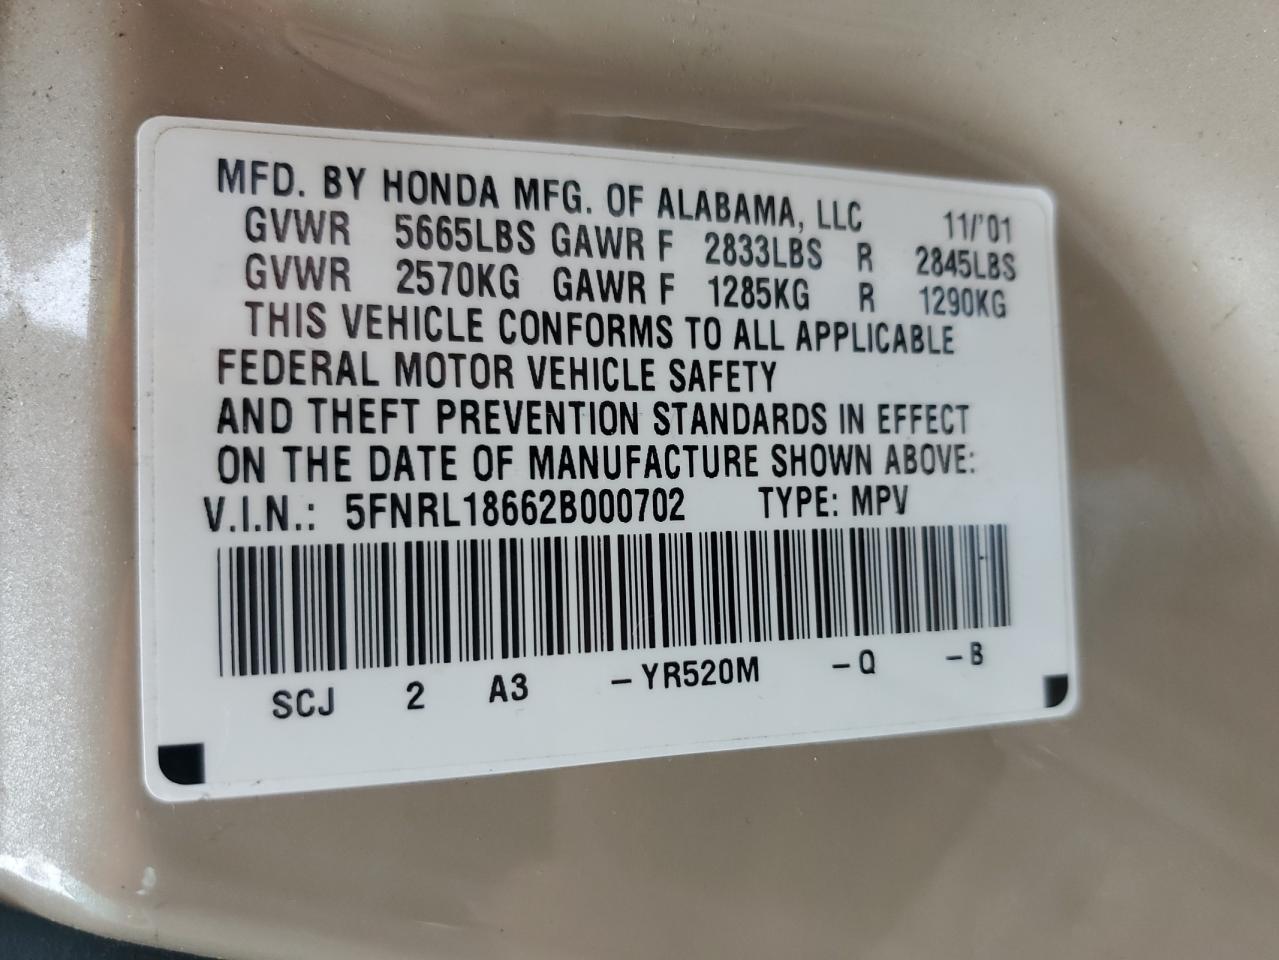 MFD. BY HONDA MFG. OF ALABAMA, LLC 11/'01
GVWR 5665LBS GAWR F 2833LBS R 2845LBS
GVWR 2570KG GAWR F 1285KG R 1290KG
THIS VEHICLE CONFORMS TO ALL APPLICABLE
FEDERAL MOTOR VEHICLE SAFETY
AND THEFT PREVENTION STANDARDS IN EFFECT
ON THE DATE OF MANUFACTURE SHOWN ABOVE:
V.I.N.: 5FNRL18662B000702 TYPE: MPV
SCJ 2 A3 -YR520M -Q -B